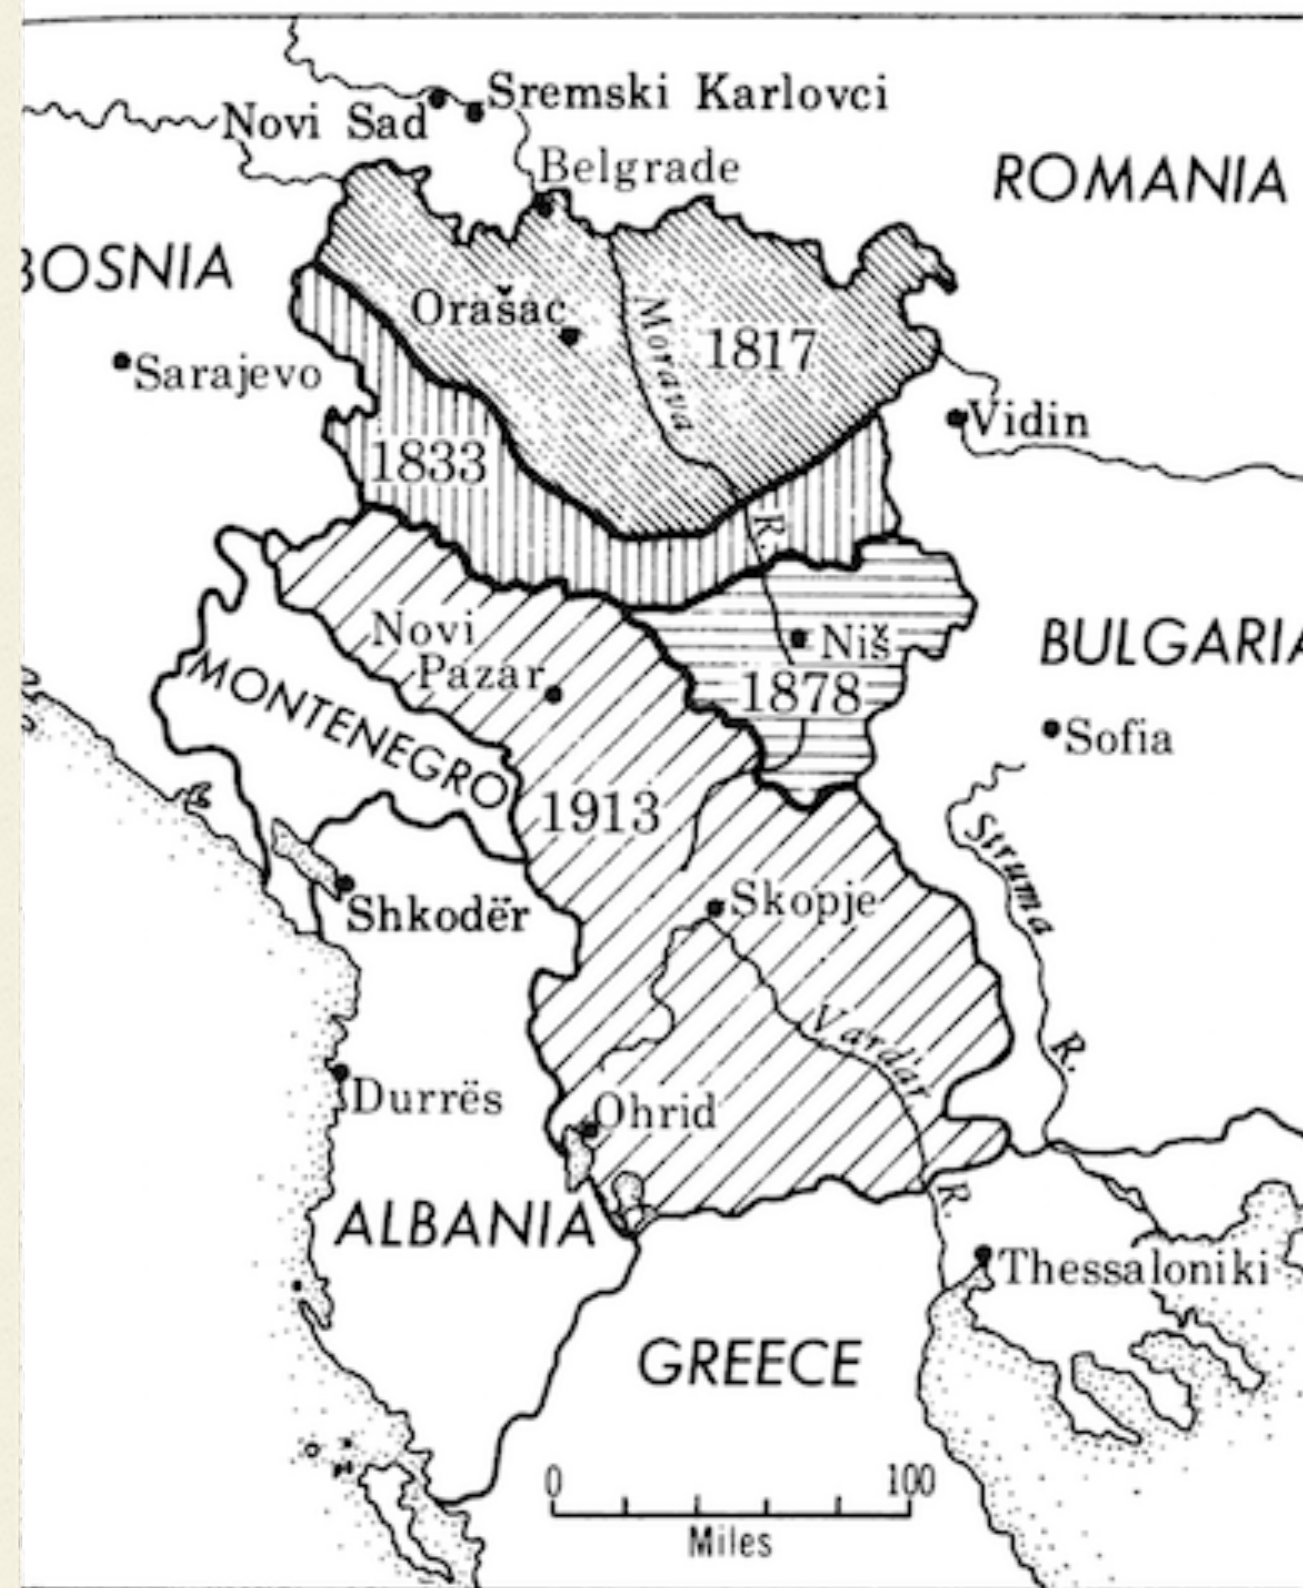 Sremski Karlovci
Novi Sad
Belgrade
ROMANIA
BOSNIA
Orašac
Morava
R.
1817
Sarajevo
Vidin
1833
Novi
Pazar
Niš
1878
BULGARIA
MONTENEGRO
Sofia
1913
Struma
R.
Shkodër
Skopje
Vardar
R.
Durrës
Ohrid
ALBANIA
Thessaloniki
GREECE
0 100
Miles